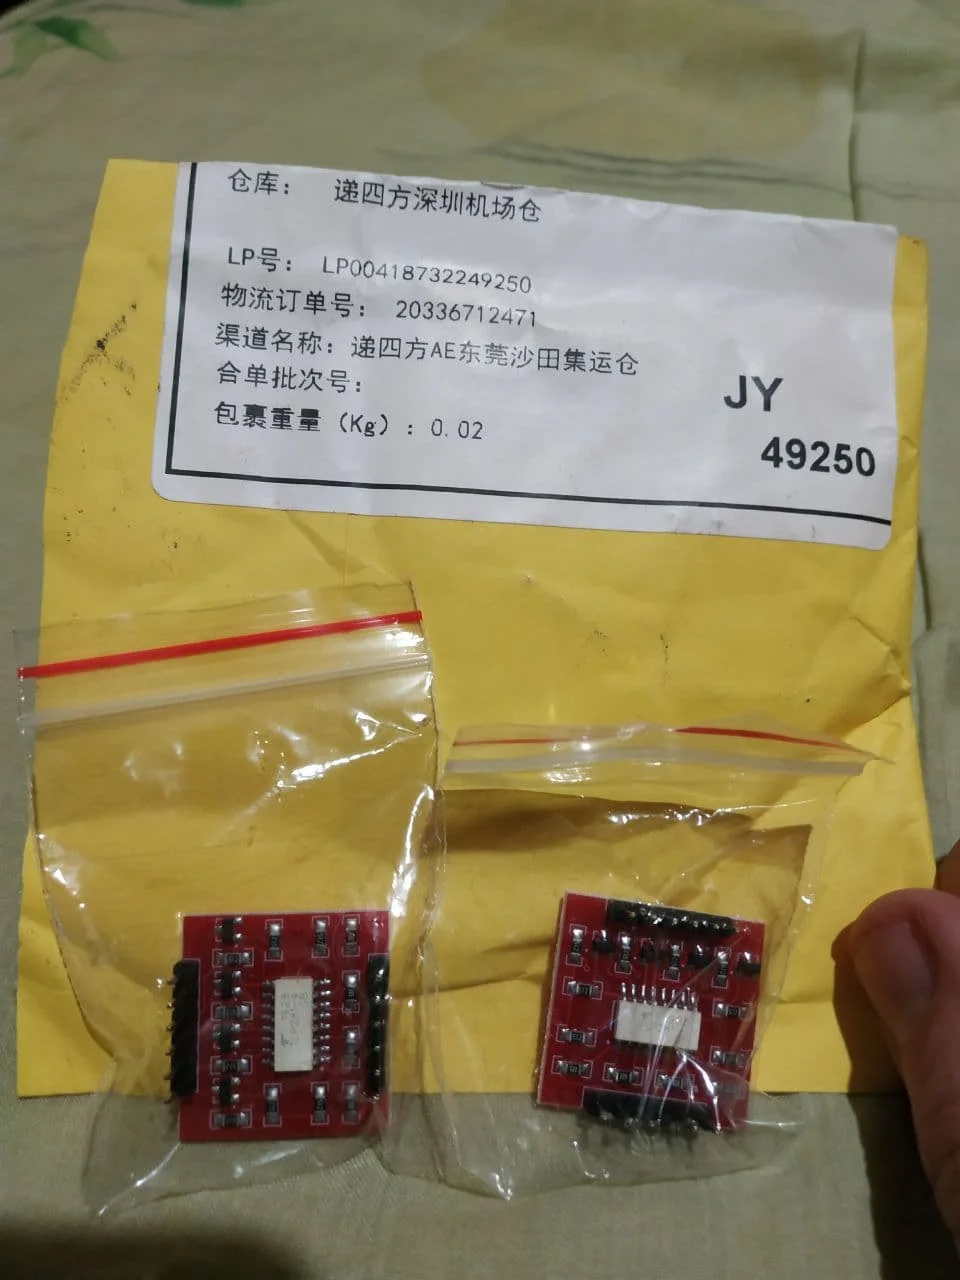 仓库： 递四方深圳机场仓
LP号： LP00418732249250
物流订单号： 20336712471
渠道名称：递四方AE东莞沙田集运仓
合单批次号：
包裹重量（Kg）：0.02
JY
49250